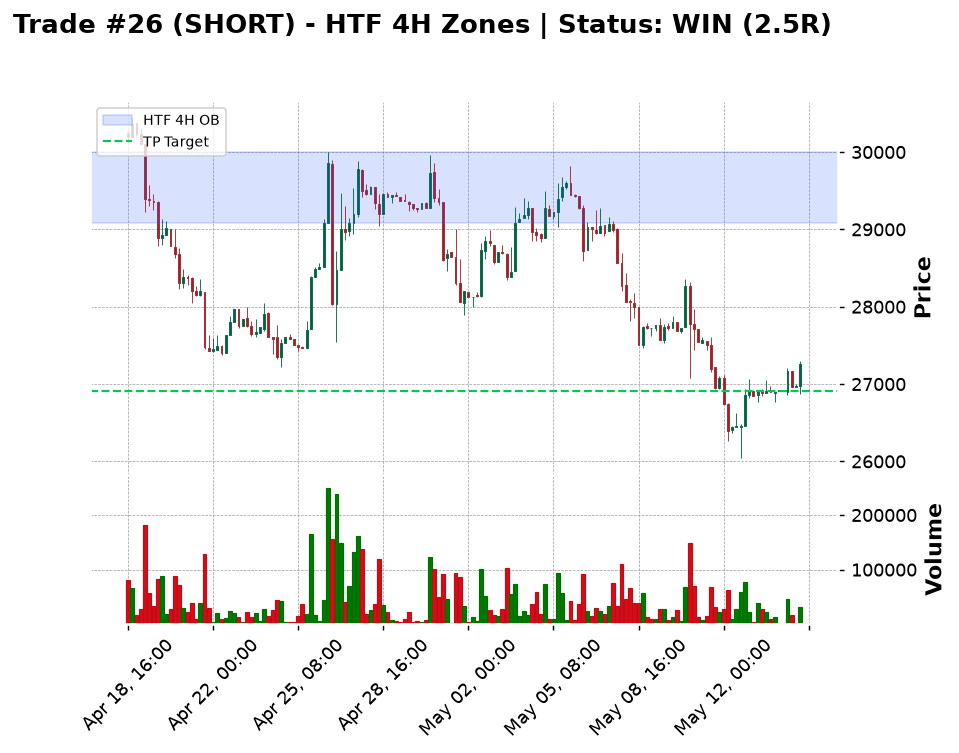 Trade #26 (SHORT) - HTF 4H Zones | Status: WIN (2.5R)
HTF 4H OB
TP Target
30000
29000
28000
27000
26000
Price
200000
100000
Volume
Apr 18, 16:00
Apr 22, 00:00
Apr 25, 08:00
Apr 28, 16:00
May 02, 00:00
May 05, 08:00
May 08, 16:00
May 12, 00:00